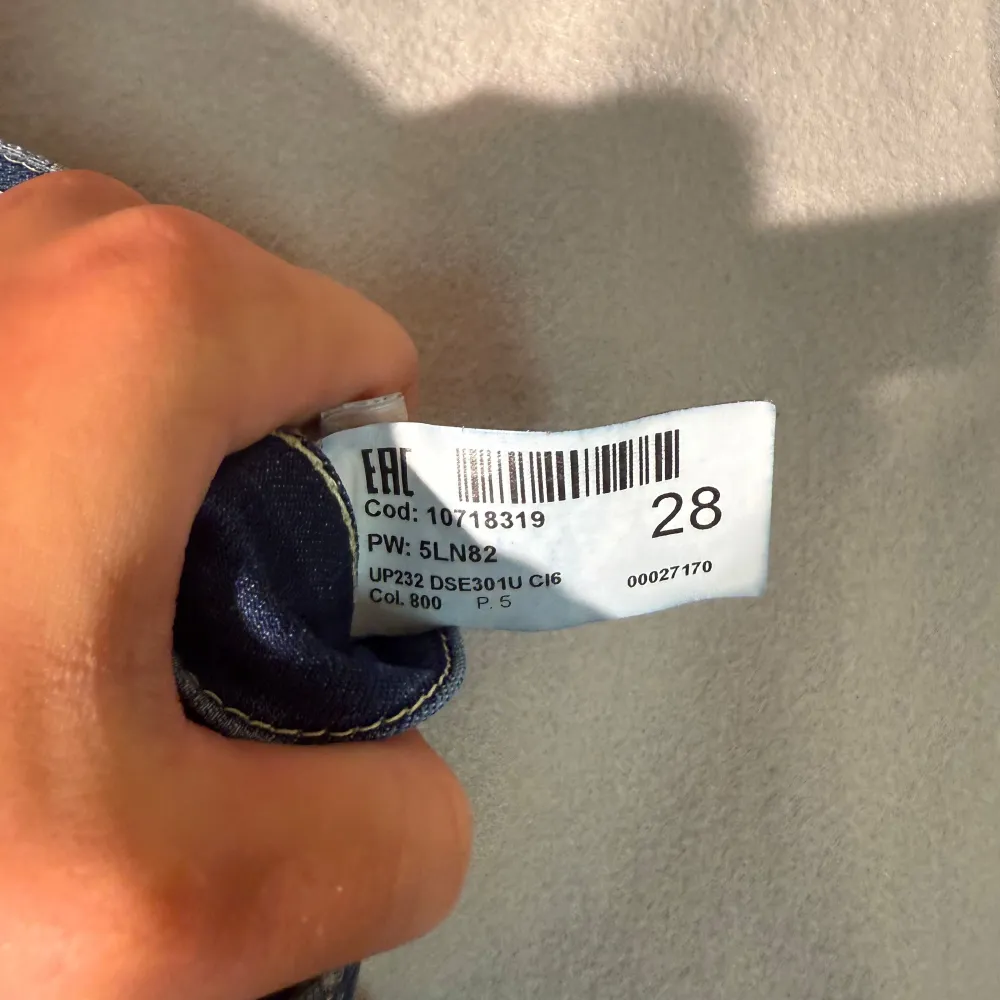 EAC
Cod: 10718319
28
PW: 5LN82
UP232 DSE301U CI6
00027170
Col. 800 P. 5